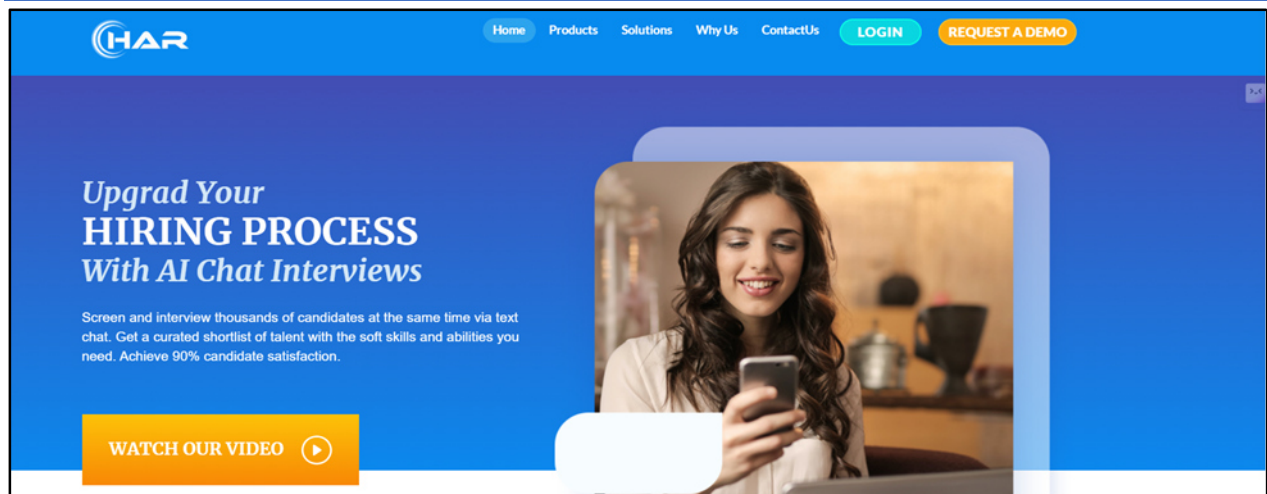 CHAR
Home Products Solutions Why Us ContactUs LOGIN REQUEST A DEMO
Upgrad Your
HIRING PROCESS
With AI Chat Interviews
Screen and interview thousands of candidates at the same time via text
chat. Get a curated shortlist of talent with the soft skills and abilities you
need. Achieve 90% candidate satisfaction.
WATCH OUR VIDEO